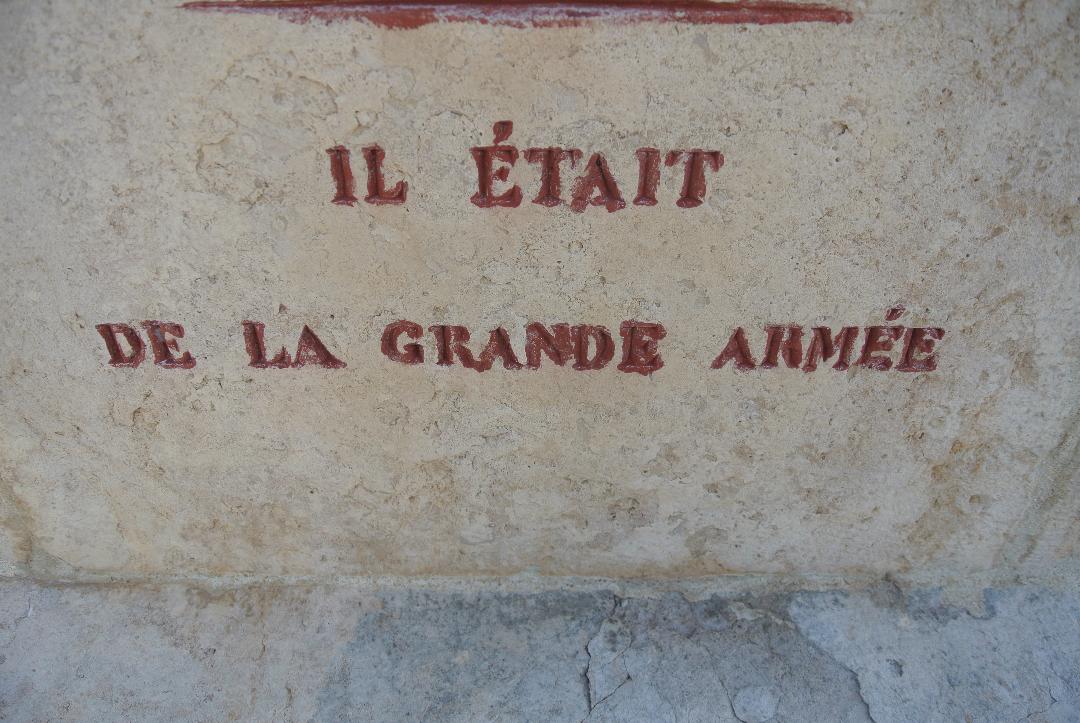 IL ÉTAIT
DE LA GRANDE ARMÉE